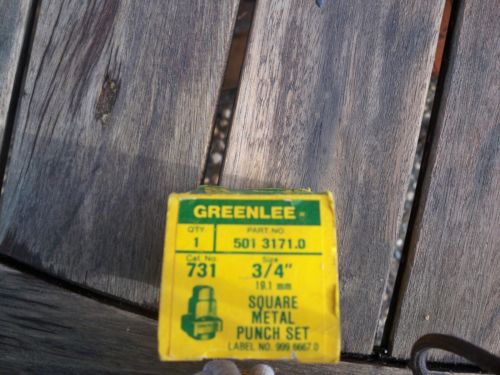 GREENLEE
QTY. PART NO.
1 501 3171.0
Cat. No. Size
731 3/4"
19.1 mm
SQUARE
METAL
PUNCH SET
LABEL NO. 999 6667.0